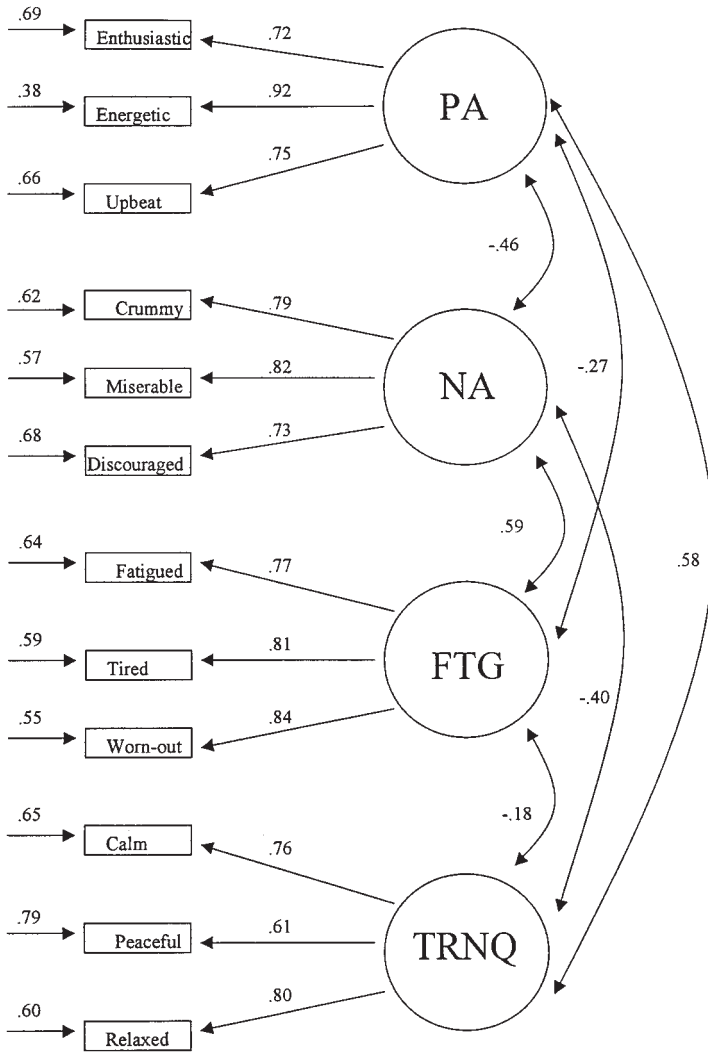 .69
Enthusiastic
.72
.38
Energetic
.92
PA
.75
.66
Upbeat
-.46
.62
Crummy
.79
.57
Miserable
.82
NA
-.27
.68
Discouraged
.73
.59
.58
.64
Fatigued
.77
.59
Tired
.81
FTG
-.40
.55
Worn-out
.84
-.18
.65
Calm
.76
.79
Peaceful
.61
TRNQ
.80
.60
Relaxed